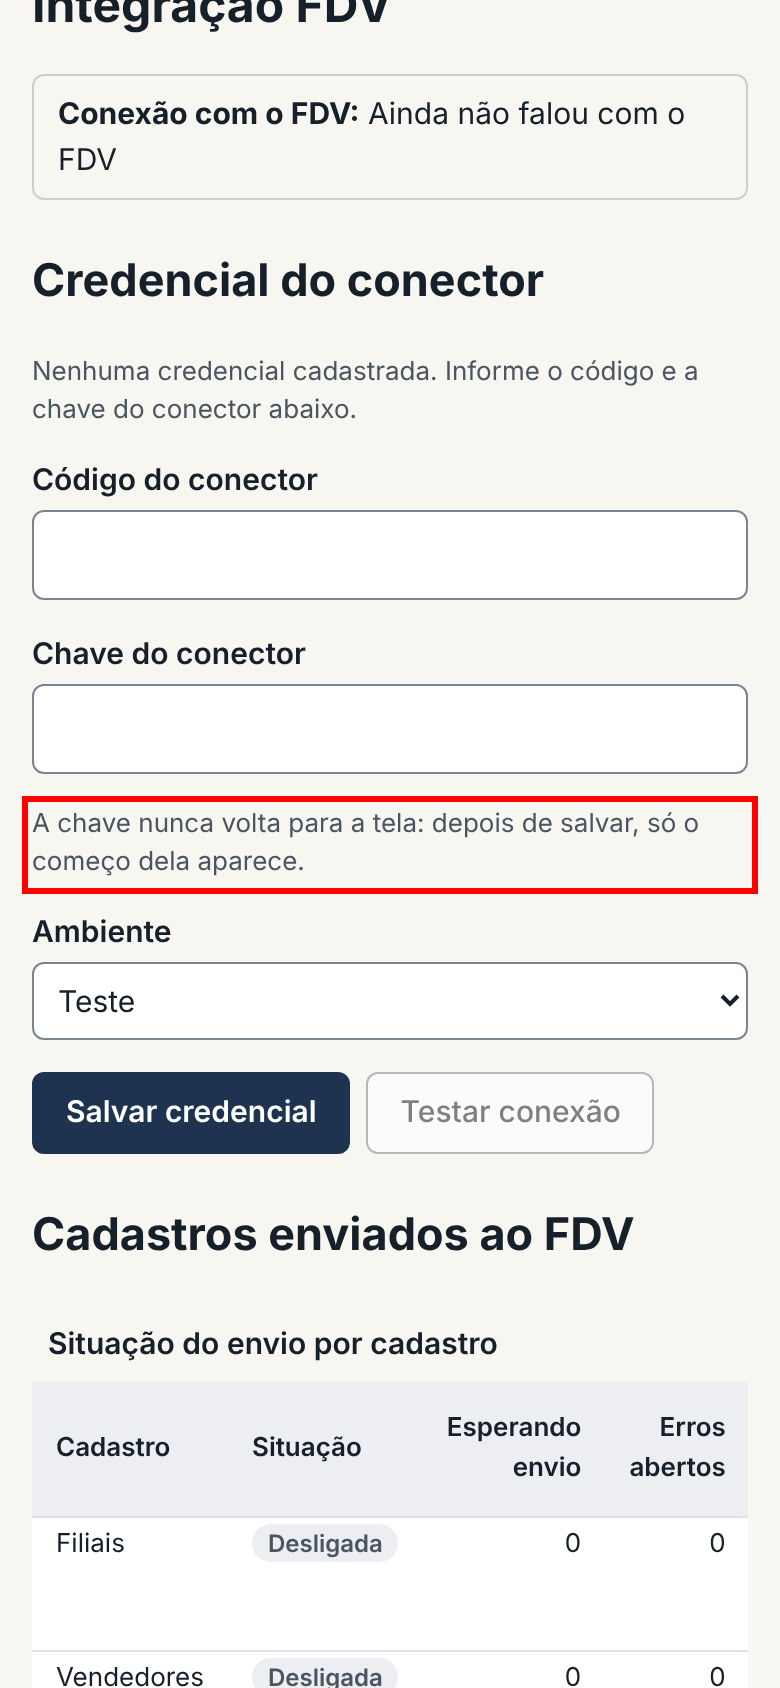 Integração FDV
Conexão com o FDV: Ainda não falou com o
FDV
Credencial do conector
Nenhuma credencial cadastrada. Informe o código e a
chave do conector abaixo.
Código do conector
Chave do conector
A chave nunca volta para a tela: depois de salvar, só o
começo dela aparece.
Ambiente
Teste
Salvar credencial Testar conexão
Cadastros enviados ao FDV
Situação do envio por cadastro
Cadastro Situação Esperando envio Erros abertos
Filiais Desligada 0 0
Vendedores Desligada 0 0